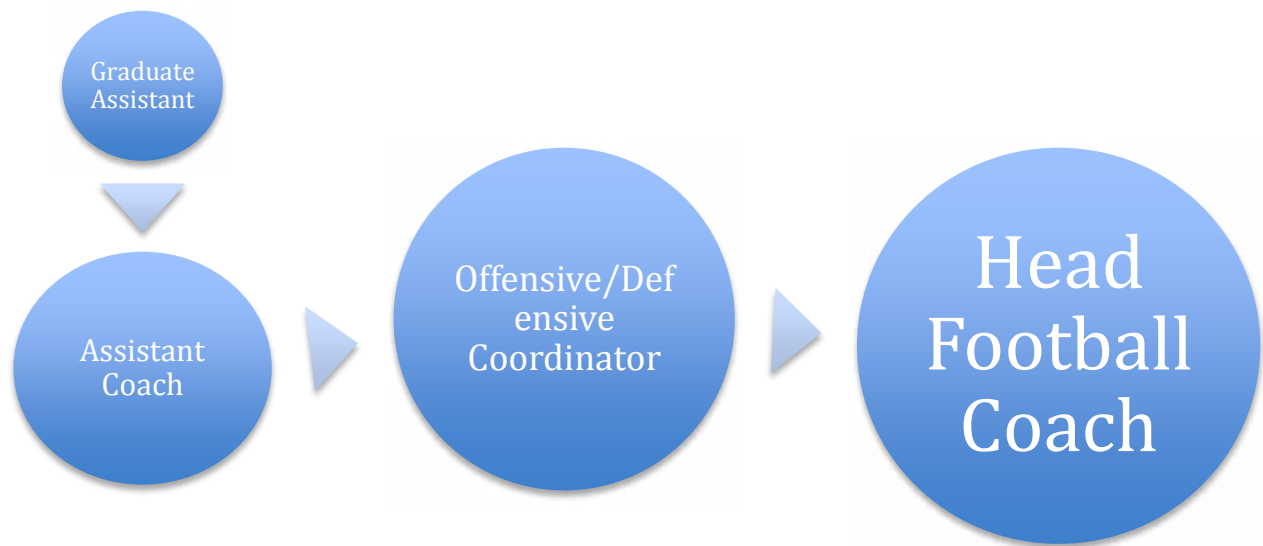 Graduate
Assistant
Assistant
Coach
Offensive/Def
ensive
Coordinator
Head
Football
Coach